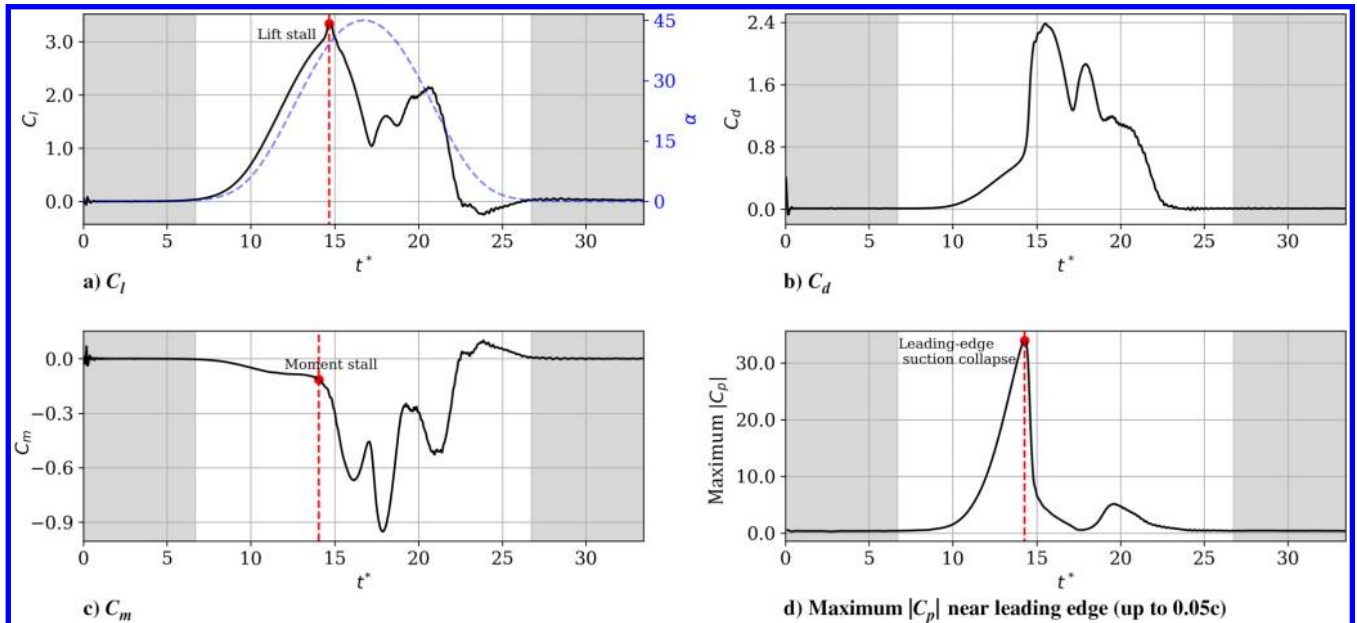 Lift stall
3.0
2.0
1.0
0.0
C_l
45
30
15
0
α
0 5 10 15 20 25 30
t*
a) C_l
2.4
1.6
0.8
0.0
C_d
0 5 10 15 20 25 30
t*
b) C_d
Moment stall
0.0
−0.3
−0.6
−0.9
C_m
0 5 10 15 20 25 30
t*
c) C_m
Leading-edge
suction collapse
30.0
20.0
10.0
0.0
Maximum |C_p|
0 5 10 15 20 25 30
t*
d) Maximum |C_p| near leading edge (up to 0.05c)